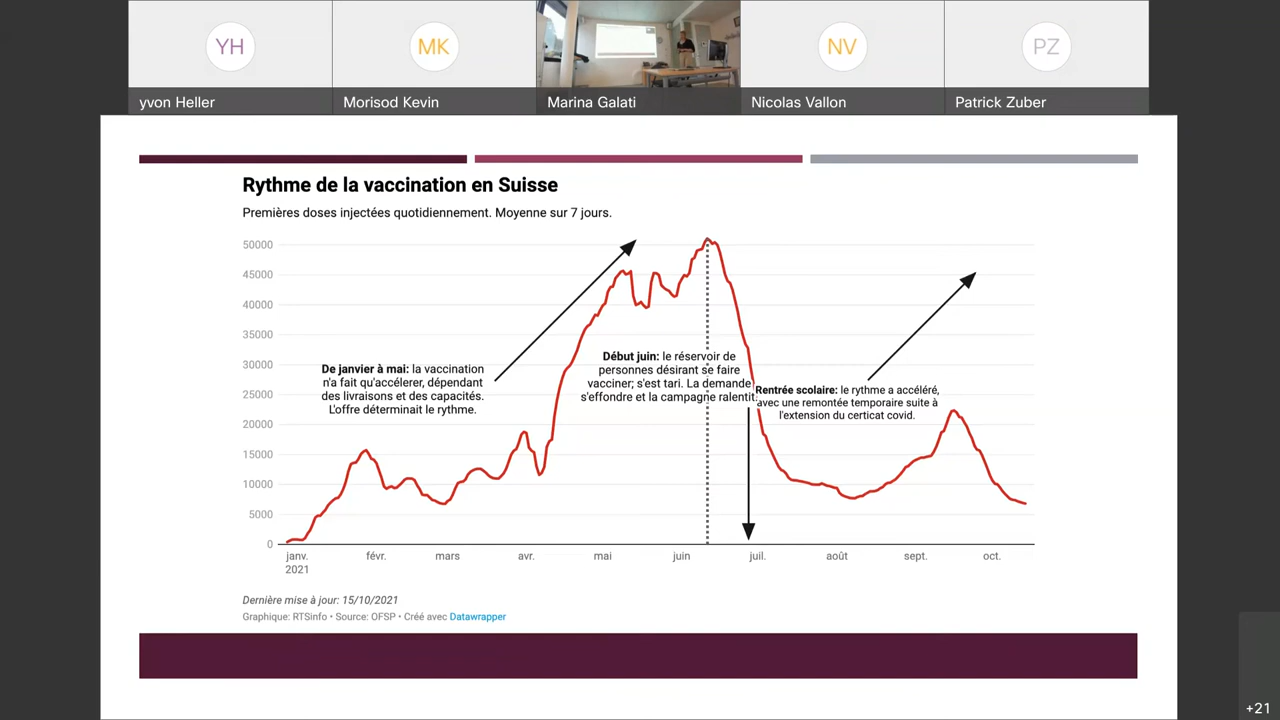 YH
MK
NV
PZ
yvon Heller
Morisod Kevin
Marina Galati
Nicolas Vallon
Patrick Zuber
Rythme de la vaccination en Suisse
Premières doses injectées quotidiennement. Moyenne sur 7 jours.
50000
45000
40000
35000
30000
25000
20000
15000
10000
5000
0
De janvier à mai: la vaccination
n'a fait qu'accélerer, dépendant
des livraisons et des capacités.
L'offre déterminait le rythme.
Début juin: le réservoir de
personnes désirant se faire
vacciner; s'est tari. La demande
s'effondre et la campagne ralentit.
Rentrée scolaire: le rythme a accéléré,
avec une remontée temporaire suite à
l'extension du certicat covid.
janv.
2021
févr.
mars
avr.
mai
juin
juil.
août
sept.
oct.
Dernière mise à jour: 15/10/2021
Graphique: RTSinfo • Source: OFSP • Créé avec Datawrapper
+21